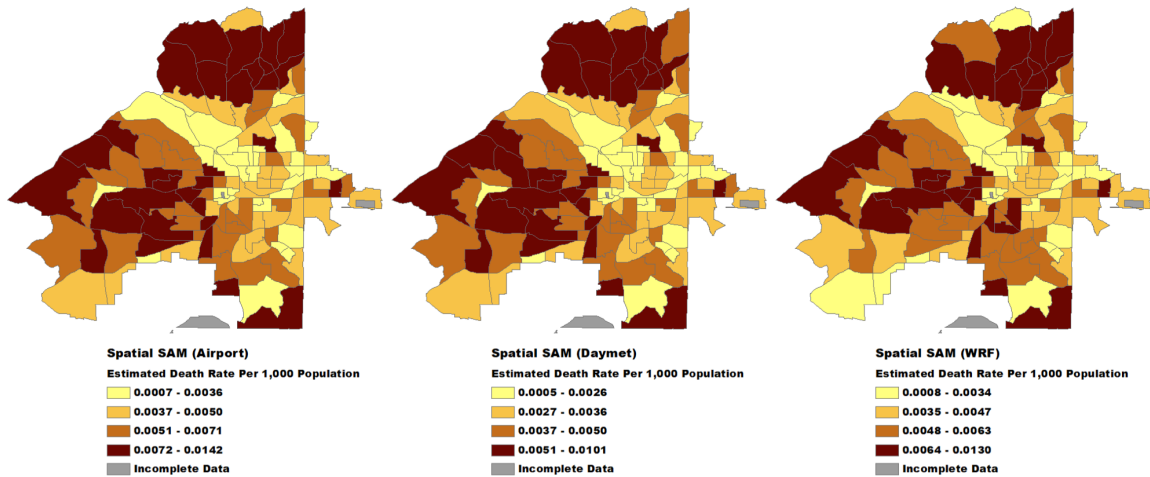 Spatial SAM (Airport)
Estimated Death Rate Per 1,000 Population
0.0007 - 0.0036
0.0037 - 0.0050
0.0051 - 0.0071
0.0072 - 0.0142
Incomplete Data
Spatial SAM (Daymet)
Estimated Death Rate Per 1,000 Population
0.0005 - 0.0026
0.0027 - 0.0036
0.0037 - 0.0050
0.0051 - 0.0101
Incomplete Data
Spatial SAM (WRF)
Estimated Death Rate Per 1,000 Population
0.0008 - 0.0034
0.0035 - 0.0047
0.0048 - 0.0063
0.0064 - 0.0130
Incomplete Data